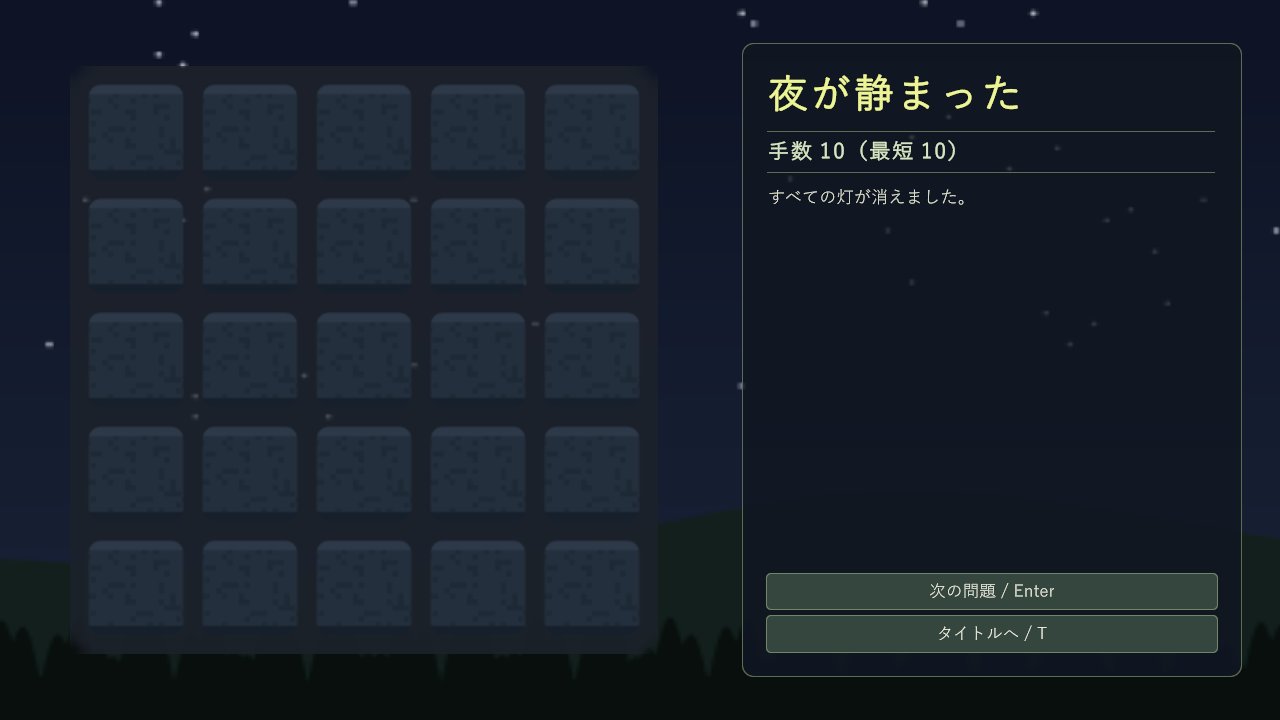 夜が静まった
手数 10（最短 10）
すべての灯が消えました。
次の問題 / Enter
タイトルへ / T